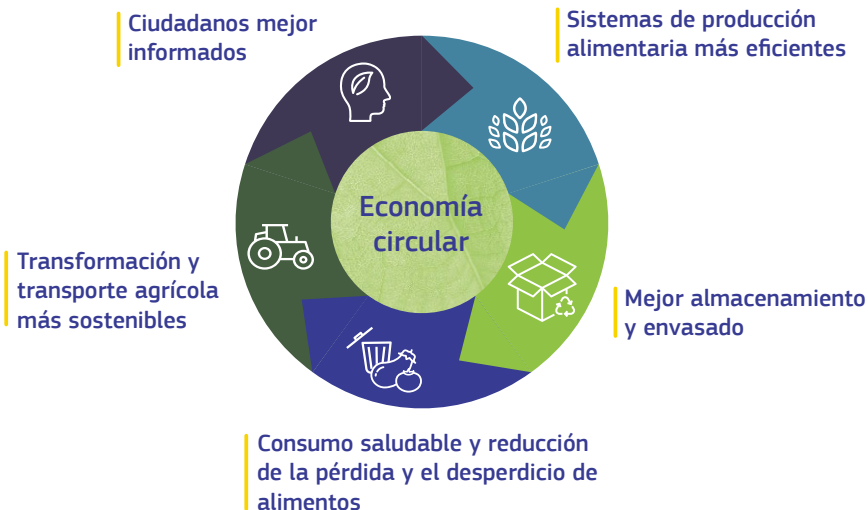 Ciudadanos mejor
informados
Sistemas de producción
alimentaria más eficientes
Economía
circular
Transformación y
transporte agrícola
más sostenibles
Mejor almacenamiento
y envasado
Consumo saludable y reducción
de la pérdida y el desperdicio de
alimentos